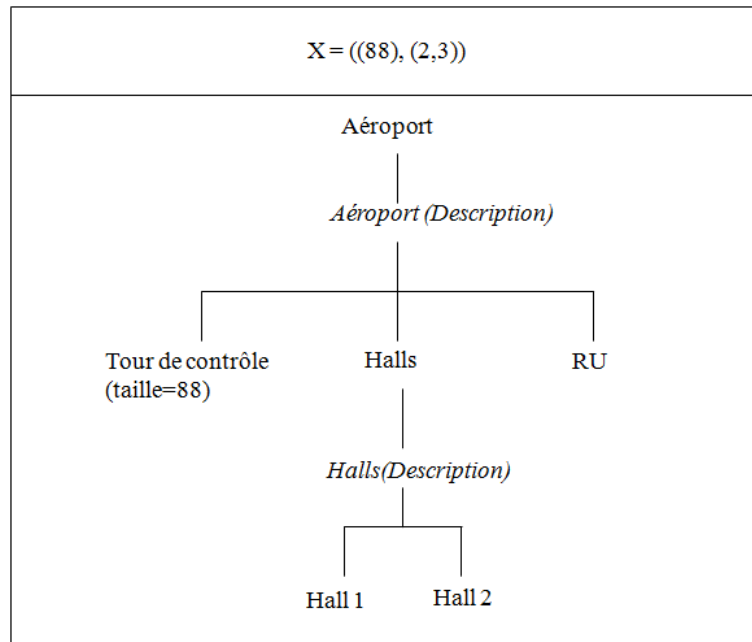 X = ((88), (2,3))
Aéroport
Aéroport (Description)
Tour de contrôle
(taille=88)
Halls
RU
Halls(Description)
Hall 1
Hall 2